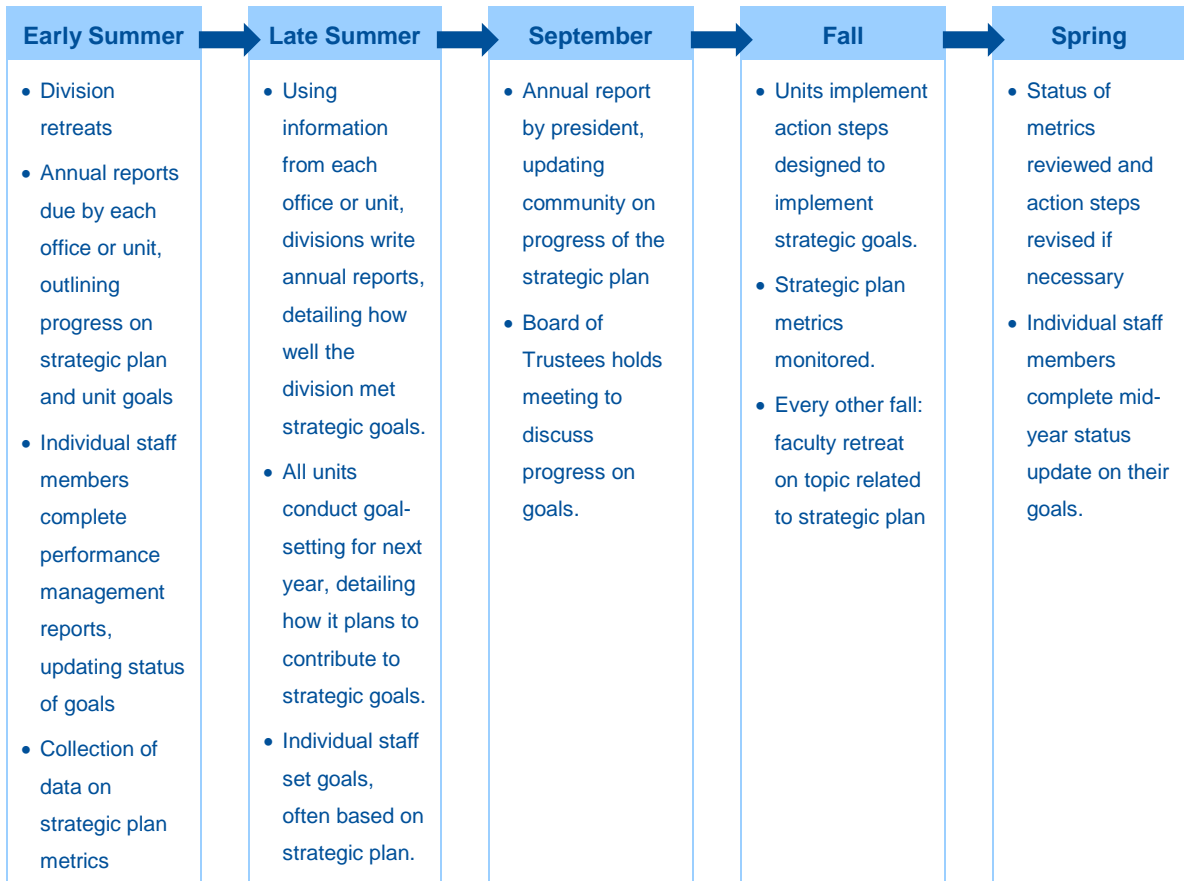 Early Summer
• Division
retreats
• Annual reports
due by each
office or unit,
outlining
progress on
strategic plan
and unit goals
• Individual staff
members
complete
performance
management
reports,
updating status
of goals
• Collection of
data on
strategic plan
metrics
Late Summer
• Using
information
from each
office or unit,
divisions write
annual reports,
detailing how
well the
division met
strategic goals.
• All units
conduct goal-
setting for next
year, detailing
how it plans to
contribute to
strategic goals.
• Individual staff
set goals,
often based on
strategic plan.
September
• Annual report
by president,
updating
community on
progress of the
strategic plan
• Board of
Trustees holds
meeting to
discuss
progress on
goals.
Fall
• Units implement
action steps
designed to
implement
strategic goals.
• Strategic plan
metrics
monitored.
• Every other fall:
faculty retreat
on topic related
to strategic plan
Spring
• Status of
metrics
reviewed and
action steps
revised if
necessary
• Individual staff
members
complete mid-
year status
update on their
goals.